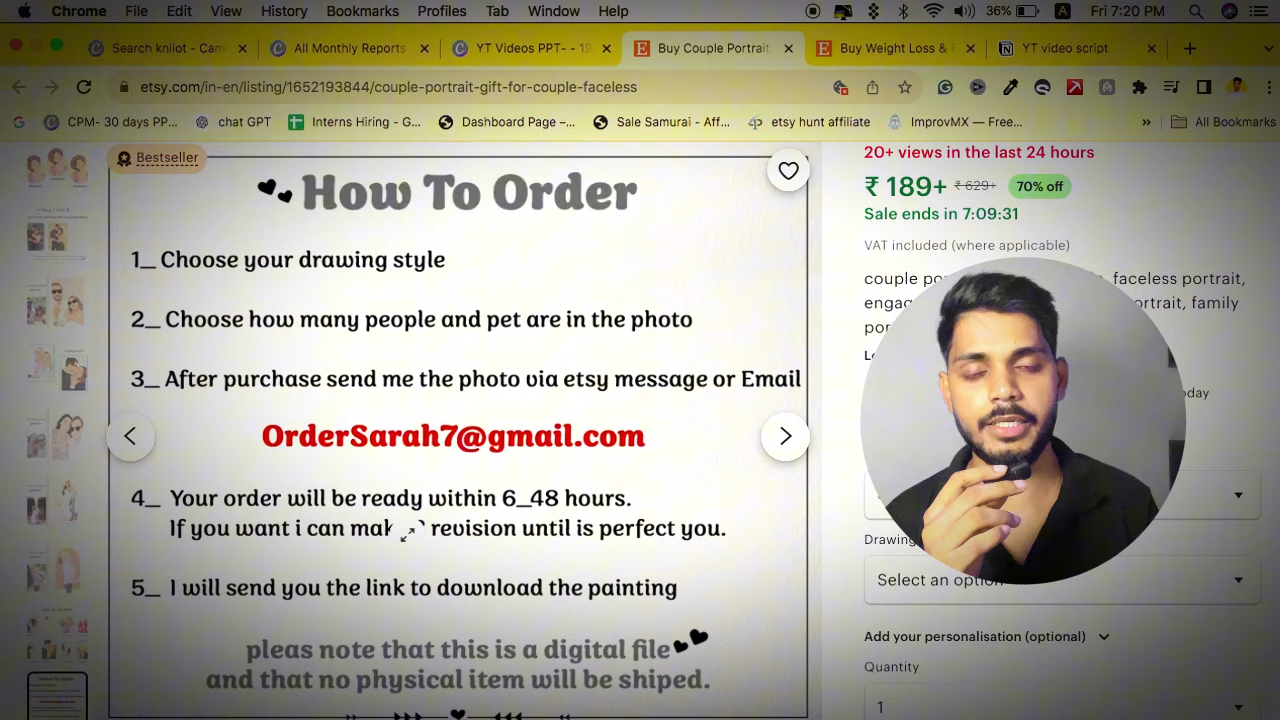 Chrome File Edit View History Bookmarks Profiles Tab Window Help 36% A Fri 7:20 PM
Search knilot - Can All Monthly Reports YT Videos PPT- - 19 Buy Couple Portrait Buy Weight Loss & YT video script
etsy.com/in-en/listing/1652193844/couple-portrait-gift-for-couple-faceless
CPM- 30 days PP... chat GPT Interns Hiring - G... Dashboard Page –... Sale Samurai - Aff... etsy hunt affiliate ImprovMX — Free... » All Bookmarks
Bestseller
How To Order
1_ Choose your drawing style
2_ Choose how many people and pet are in the photo
3_ After purchase send me the photo via etsy message or Email
OrderSarah7@gmail.com
4_ Your order will be ready within 6_48 hours.
If you want i can revision until is perfect you.
5_ I will send you the link to download the painting
pleas note that this is a digital file
and that no physical item will be shiped.
20+ views in the last 24 hours
₹ 189+ ₹ 629+ 70% off
Sale ends in 7:09:31
VAT included (where applicable)
couple faceless portrait,
family
Select an option
Add your personalisation (optional)
Quantity
1